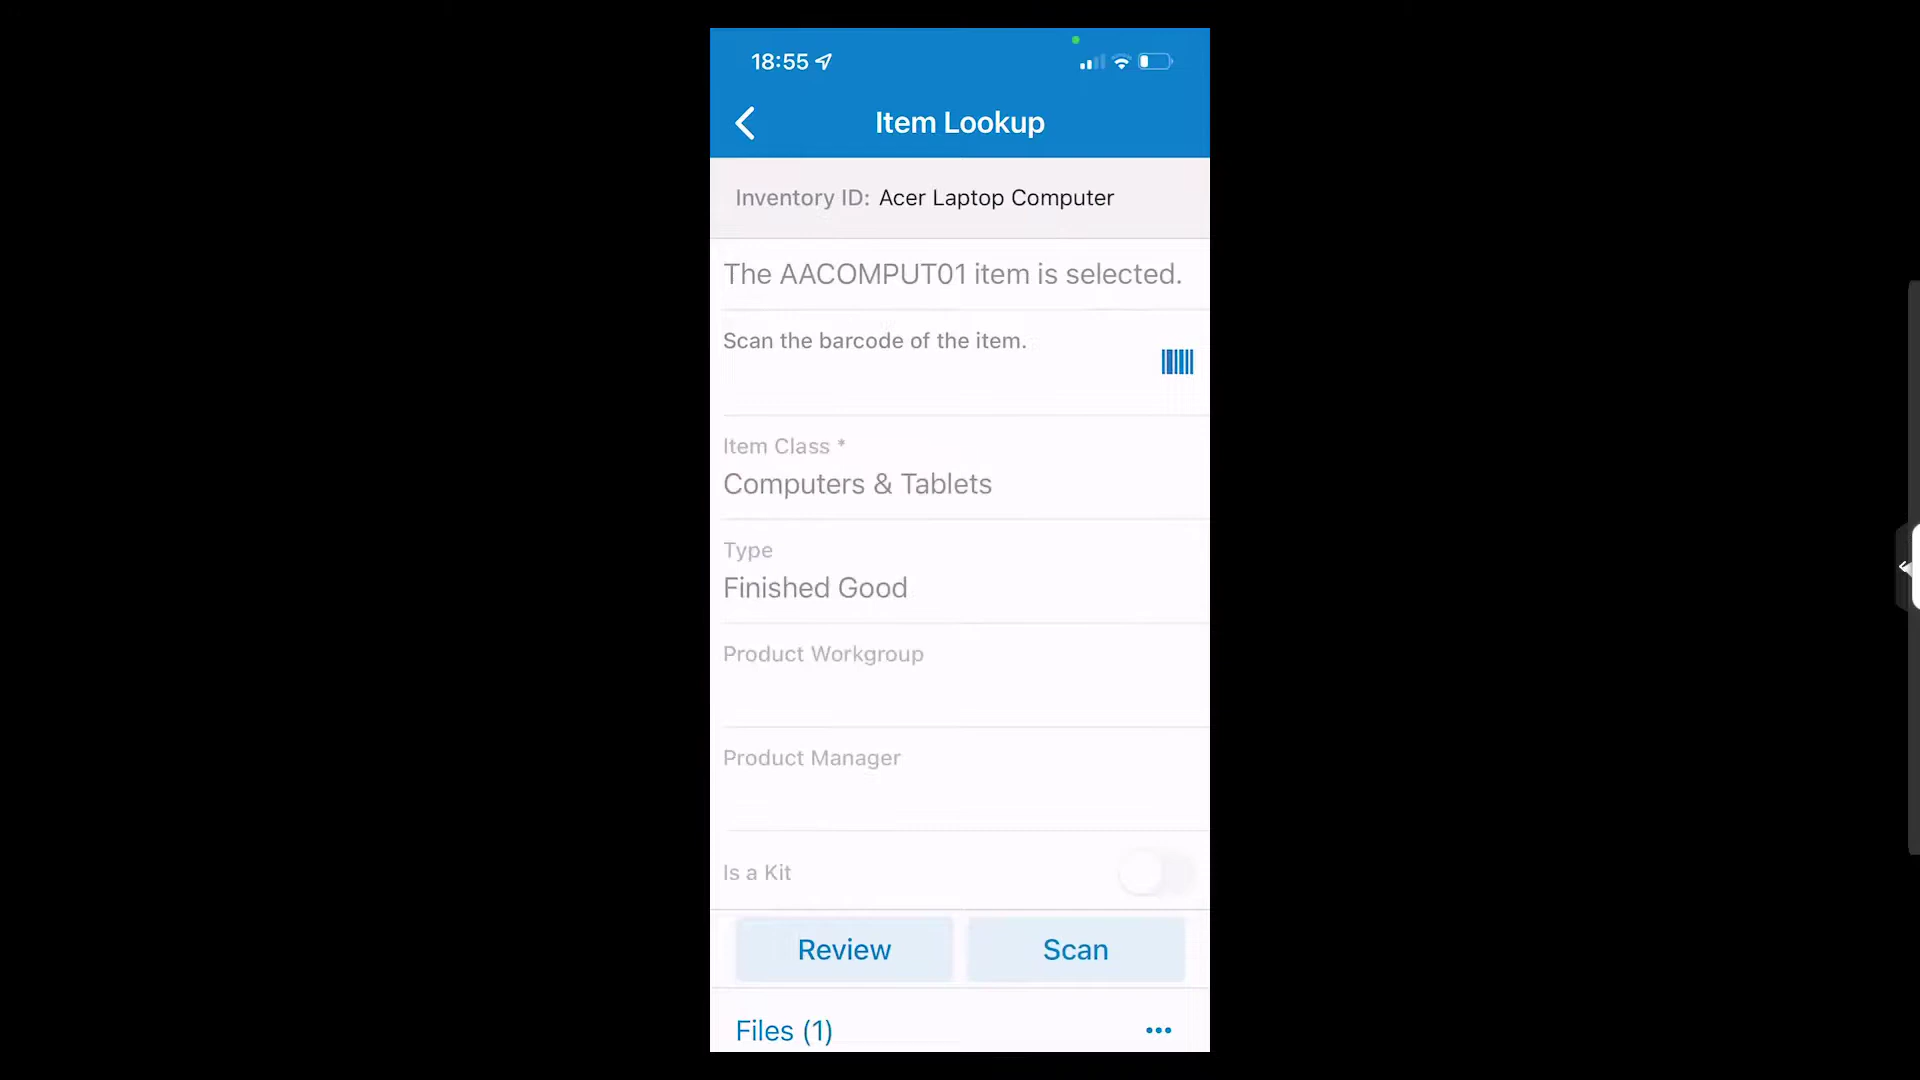 18:55
Item Lookup
Inventory ID: Acer Laptop Computer
The AACOMPUT01 item is selected.
Scan the barcode of the item.
Item Class *
Computers & Tablets
Type
Finished Good
Product Workgroup
Product Manager
Is a Kit
Review Scan
Files (1)